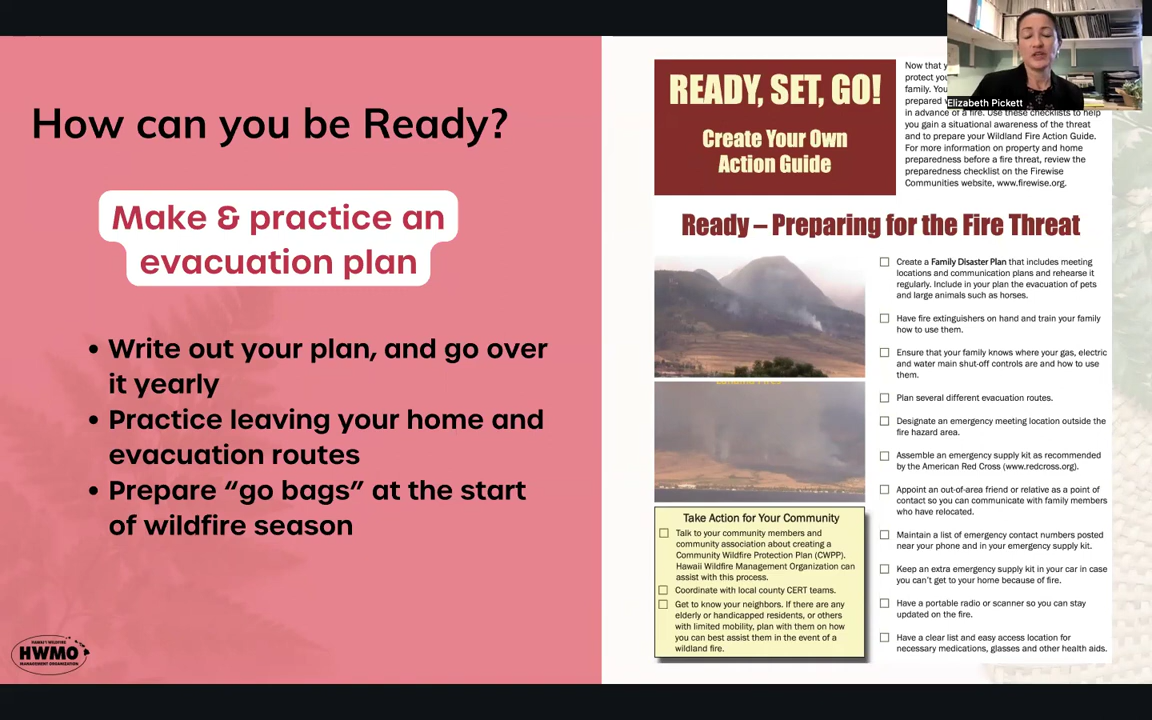 How can you be Ready?
Make & practice an
evacuation plan
• Write out your plan, and go over
it yearly
• Practice leaving your home and
evacuation routes
• Prepare “go bags” at the start
of wildfire season
HAWAI'I WILDFIRE
HWMO
MANAGEMENT ORGANIZATION
READY, SET, GO!
Create Your Own
Action Guide
Now that
protect
family. You
prepared
in advance of a fire. Use these checklists to help
you gain a situational awareness of the threat
and to prepare your Wildland Fire Action Guide.
For more information on property and home
preparedness before a fire threat, review the
preparedness checklist on the Firewise
Communities website, www.firewise.org.
Elizabeth Pickett
Ready – Preparing for the Fire Threat
Create a Family Disaster Plan that includes meeting
locations and communication plans and rehearse it
regularly. Include in your plan the evacuation of pets
and large animals such as horses.
Have fire extinguishers on hand and train your family
how to use them.
Ensure that your family knows where your gas, electric
and water main shut-off controls are and how to use
them.
Plan several different evacuation routes.
Designate an emergency meeting location outside the
fire hazard area.
Assemble an emergency supply kit as recommended
by the American Red Cross (www.redcross.org).
Appoint an out-of-area friend or relative as a point of
contact so you can communicate with family members
who have relocated.
Maintain a list of emergency contact numbers posted
near your phone and in your emergency supply kit.
Keep an extra emergency supply kit in your car in case
you can't get to your home because of fire.
Have a portable radio or scanner so you can stay
updated on the fire.
Have a clear list and easy access location for
necessary medications, glasses and other health aids.
Take Action for Your Community
Talk to your community members and
community association about creating a
Community Wildfire Protection Plan (CWPP).
Hawaii Wildfire Management Organization can
assist with this process.
Coordinate with local county CERT teams.
Get to know your neighbors. If there are any
elderly or handicapped residents, or others
with limited mobility, plan with them on how
you can best assist them in the event of a
wildland fire.